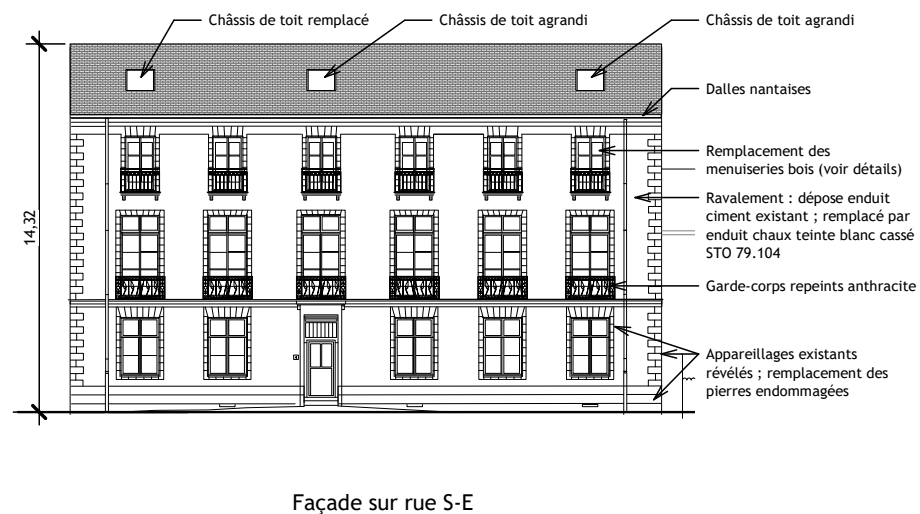 Châssis de toit remplacé
Châssis de toit agrandi
Châssis de toit agrandi
Dalles nantaises
Remplacement des
menuiseries bois (voir détails)
Ravalement : dépose enduit
ciment existant ; remplacé par
enduit chaux teinte blanc cassé
STO 79.104
Garde-corps repeints anthracite
Appareillages existants
révélés ; remplacement des
pierres endommagées
14,32
Façade sur rue S-E